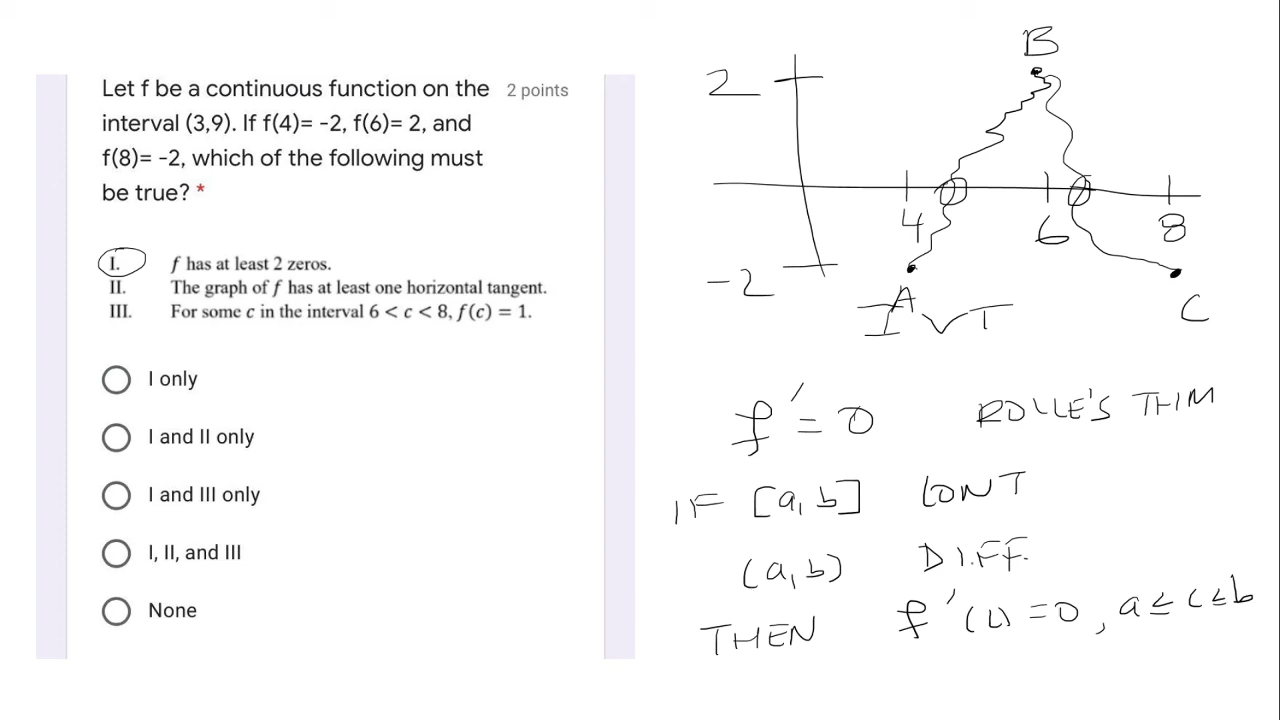 Let f be a continuous function on the 2 points
interval (3,9). If f(4)= -2, f(6)= 2, and
f(8)= -2, which of the following must
be true? *
I. f has at least 2 zeros.
II. The graph of f has at least one horizontal tangent.
III. For some c in the interval 6 < c < 8, f(c) = 1.
I only
I and II only
I and III only
I, II, and III
None
B
2
4 6 8
-2
A C
IVT
f' = 0 ROLLE'S THM
IF [a, b] CONT
(a, b) DIFF.
THEN f'(c) = 0, a ≤ c ≤ b